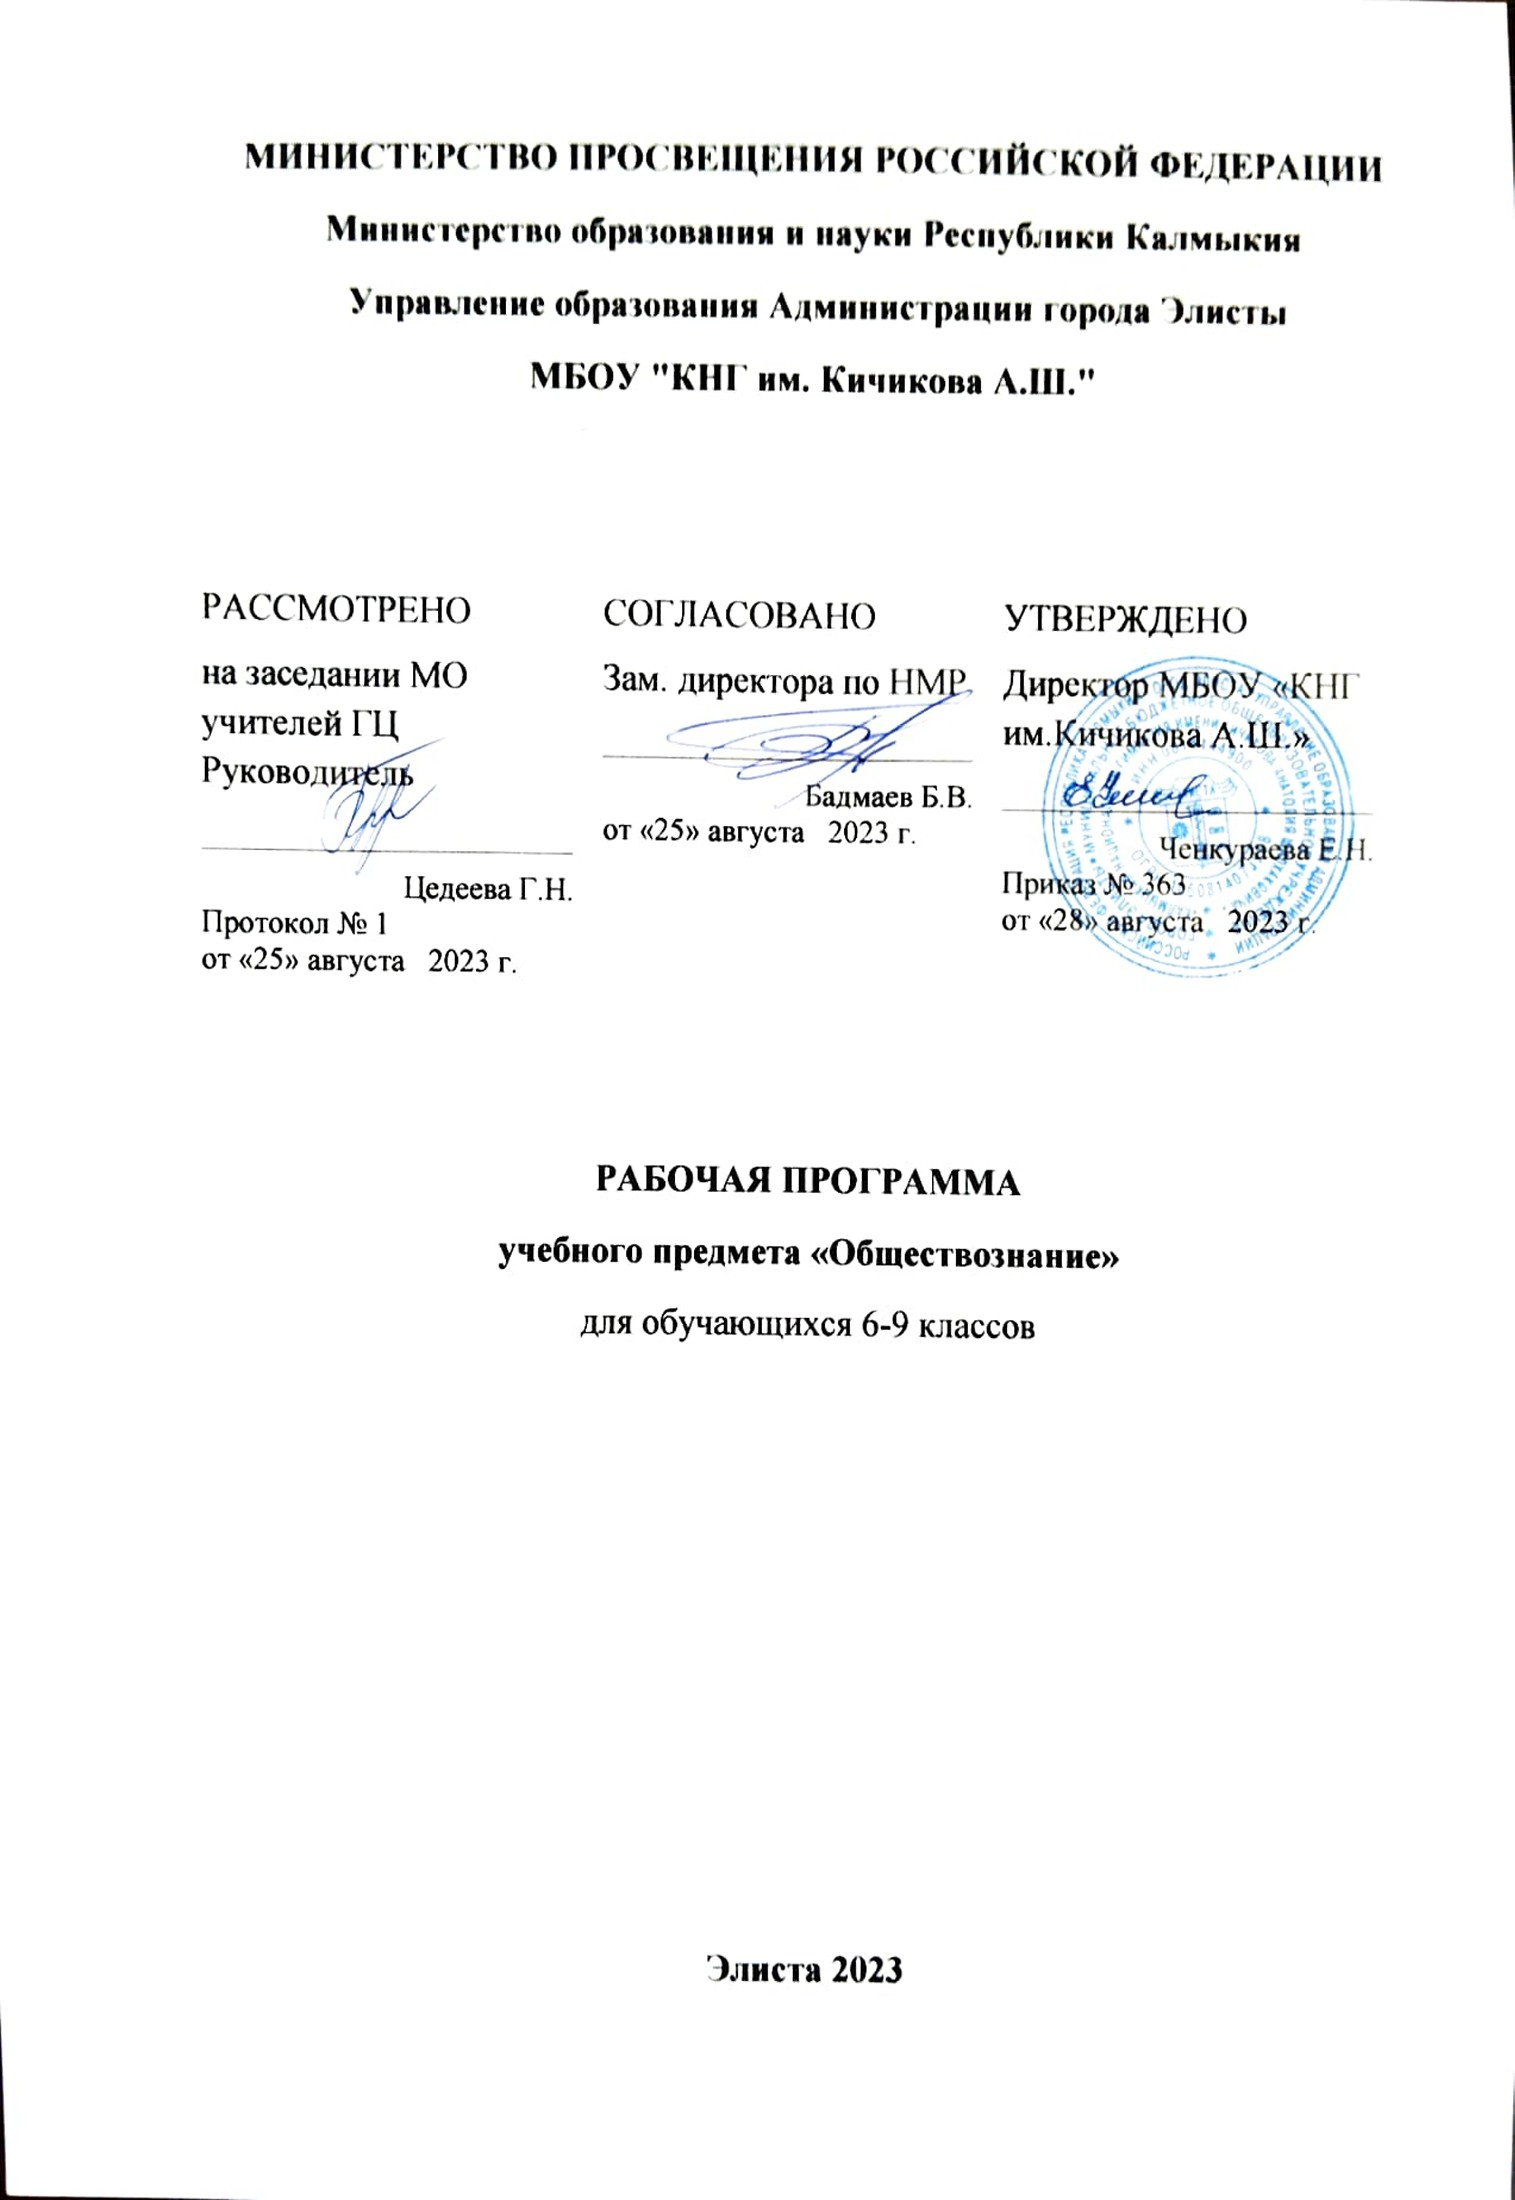 МИНИСТЕРСТВО ПРОСВЕЩЕНИЯ РОССИЙСКОЙ ФЕДЕРАЦИИ
Министерство образования и науки Республики Калмыкия
Управление образования Администрации города Элисты
МБОУ "КНГ им. Кичикова А.Ш."
РАССМОТРЕНО
на заседании МО
учителей ГЦ
Руководитель
Цедеева Г.Н.
Протокол № 1
от «25» августа 2023 г.
СОГЛАСОВАНО
Зам. директора по НМР
Бадмаев Б.В.
от «25» августа 2023 г.
УТВЕРЖДЕНО
Директор МБОУ «КНГ
им.Кичикова А.Ш.»
Ченкураева Е.Н.
Приказ № 363
от «28» августа 2023 г.
РАБОЧАЯ ПРОГРАММА
учебного предмета «Обществознание»
для обучающихся 6-9 классов
Элиста 2023